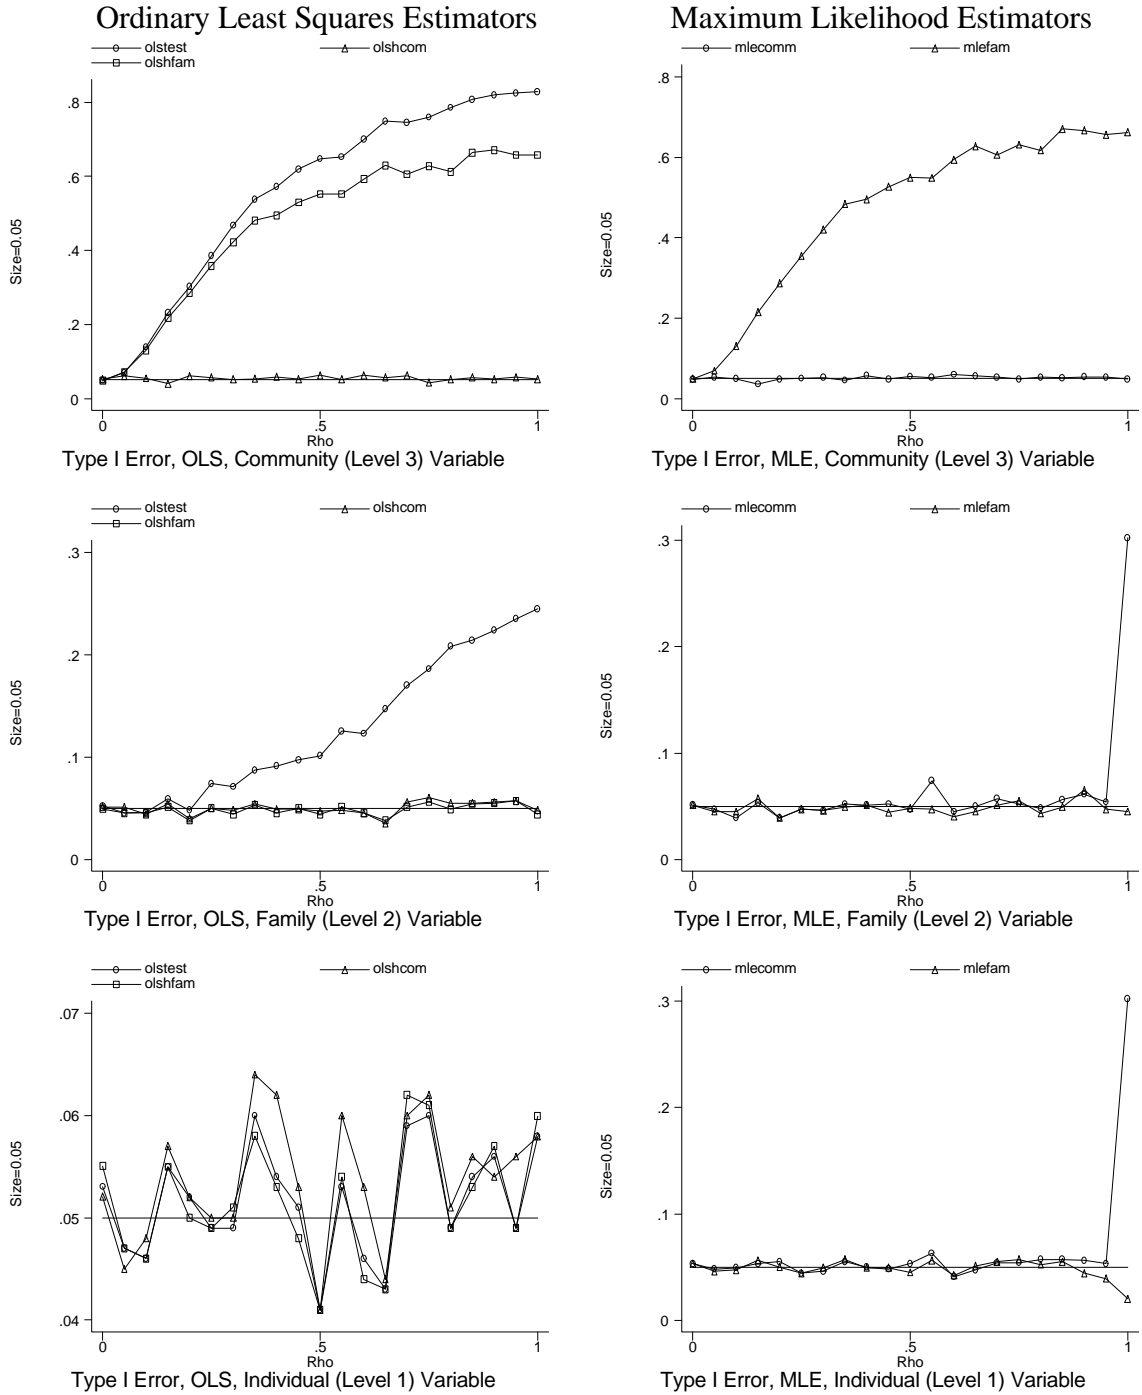 Ordinary Least Squares Estimators
Maximum Likelihood Estimators
olstest
olshcom
olshfam
.8
.6
.4
.2
0
Size=0.05
0
.5
1
Rho
Type I Error, OLS, Community (Level 3) Variable
mlecomm
mlefam
.8
.6
.4
.2
0
Size=0.05
0
.5
1
Rho
Type I Error, MLE, Community (Level 3) Variable
olstest
olshcom
olshfam
.3
.2
.1
0
Size=0.05
0
.5
1
Rho
Type I Error, OLS, Family (Level 2) Variable
mlecomm
mlefam
.3
.2
.1
0
Size=0.05
0
.5
1
Rho
Type I Error, MLE, Family (Level 2) Variable
olstest
olshcom
olshfam
.07
.06
.05
.04
Size=0.05
0
.5
1
Rho
Type I Error, OLS, Individual (Level 1) Variable
mlecomm
mlefam
.3
.2
.1
0
Size=0.05
0
.5
1
Rho
Type I Error, MLE, Individual (Level 1) Variable